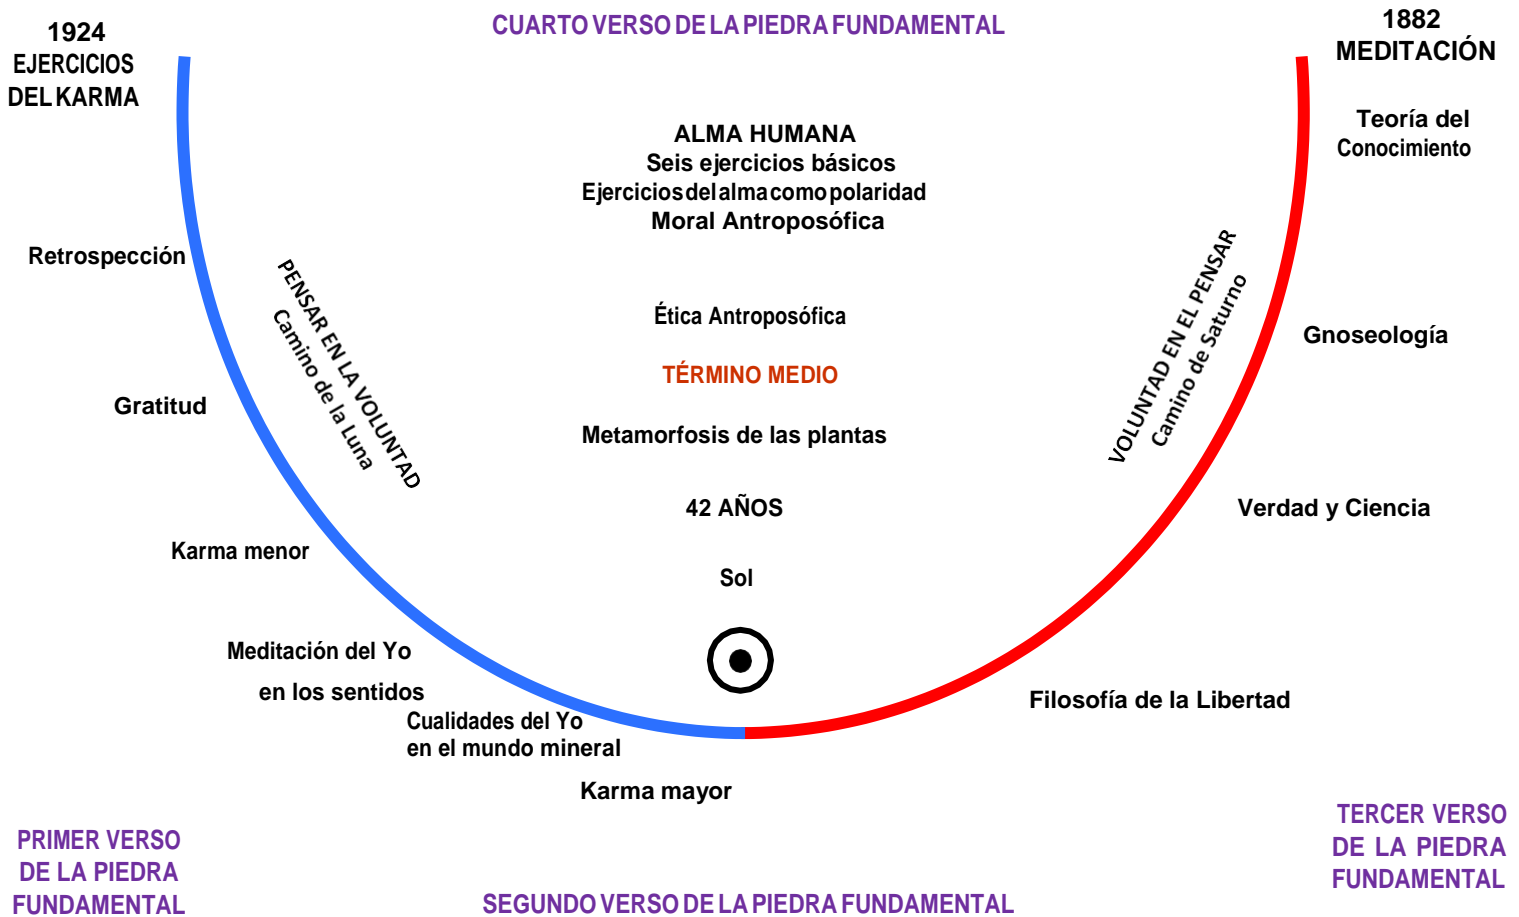 CUARTO VERSO DE LA PIEDRA FUNDAMENTAL
1924
EJERCICIOS
DEL KARMA
1882
MEDITACIÓN
Teoría del
Conocimiento
ALMA HUMANA
Seis ejercicios básicos
Ejercicios del alma como polaridad
Moral Antroposófica
Retrospección
PENSAR EN LA VOLUNTAD
Camino de la Luna
VOLUNTAD EN EL PENSAR
Camino de Saturno
Ética Antroposófica
Gnoseología
TÉRMINO MEDIO
Gratitud
Metamorfosis de las plantas
42 AÑOS
Verdad y Ciencia
Karma menor
Sol
Meditación del Yo
en los sentidos
Filosofía de la Libertad
Cualidades del Yo
en el mundo mineral
Karma mayor
PRIMER VERSO
DE LA PIEDRA
FUNDAMENTAL
SEGUNDO VERSO DE LA PIEDRA FUNDAMENTAL
TERCER VERSO
DE LA PIEDRA
FUNDAMENTAL